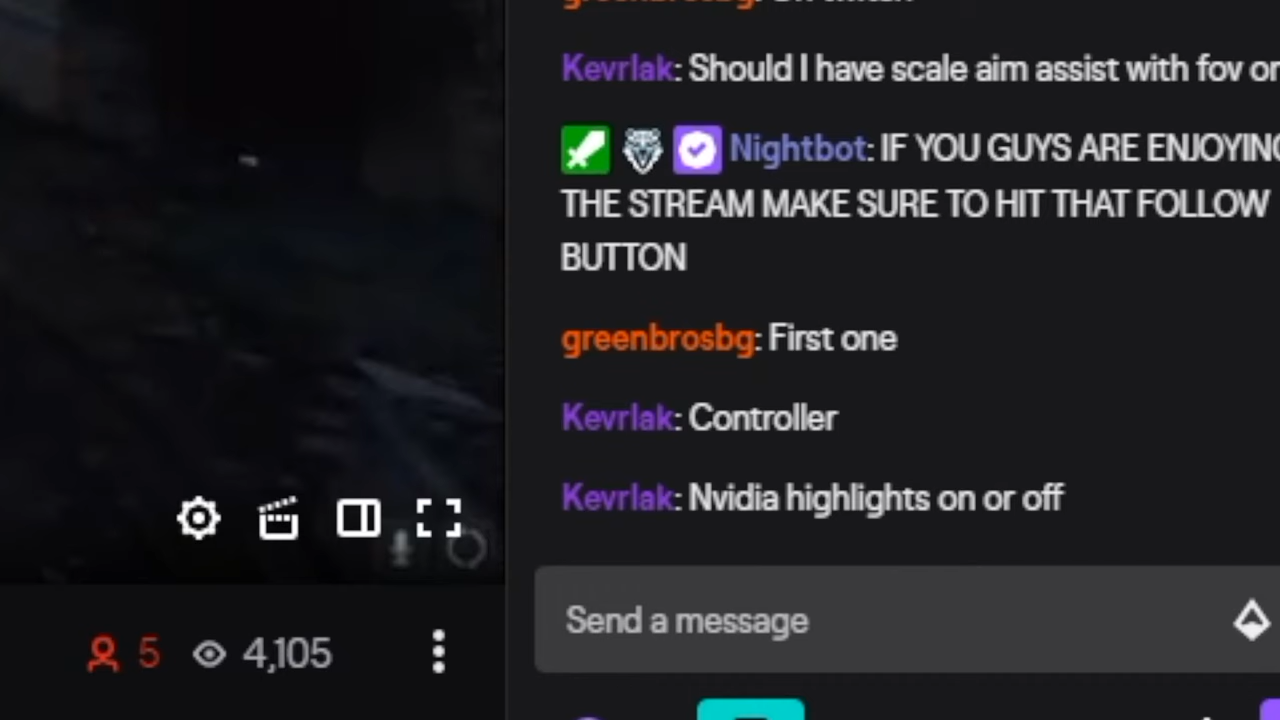 Kevrlak: Should I have scale aim assist with fov or
Nightbot: IF YOU GUYS ARE ENJOYING
THE STREAM MAKE SURE TO HIT THAT FOLLOW
BUTTON
greenbrosbg: First one
Kevrlak: Controller
Kevrlak: Nvidia highlights on or off
Send a message
5 4,105